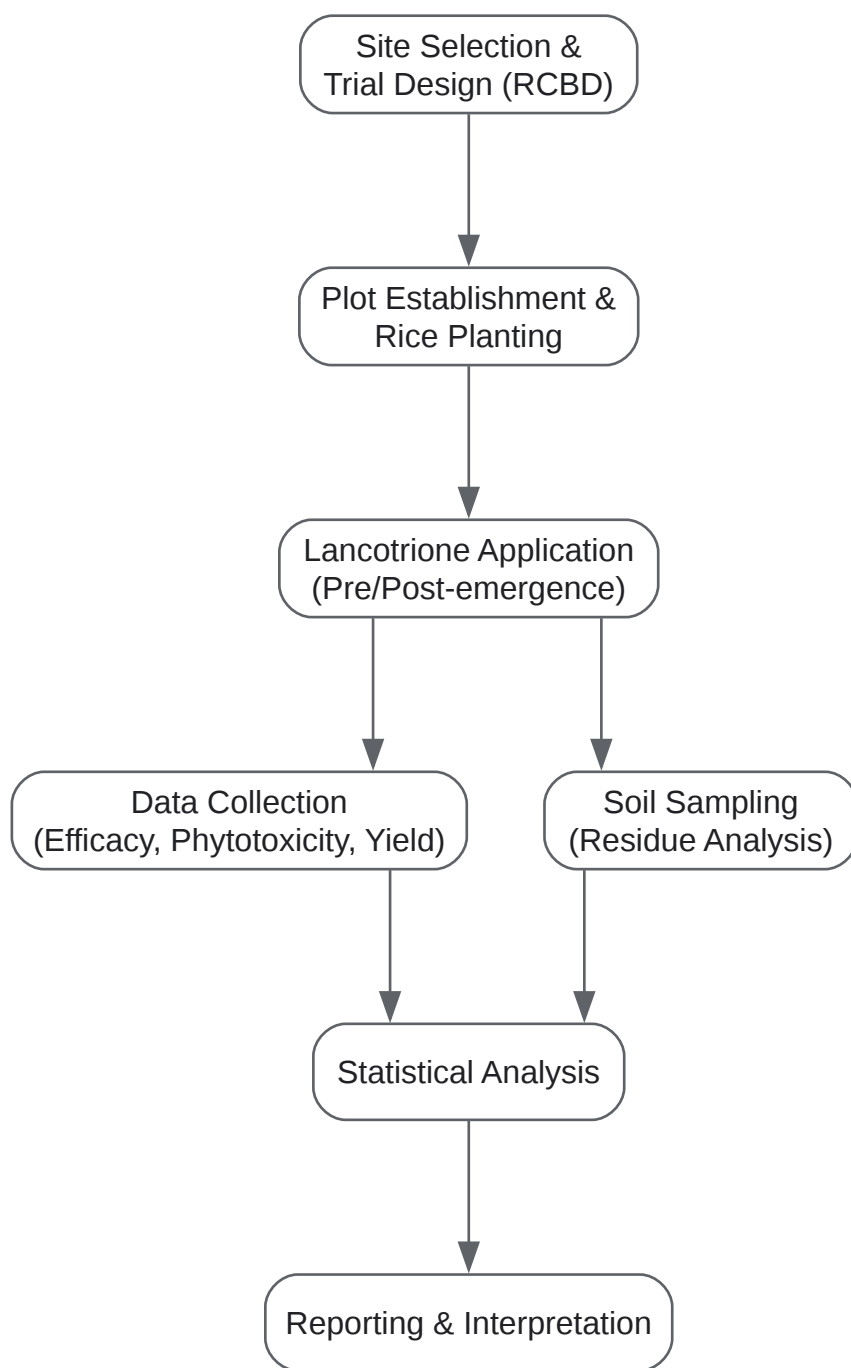 Site Selection &
Trial Design (RCBD)
Plot Establishment &
Rice Planting
Lancotrione Application
(Pre/Post-emergence)
Data Collection
(Efficacy, Phytotoxicity, Yield)
Soil Sampling
(Residue Analysis)
Statistical Analysis
Reporting & Interpretation